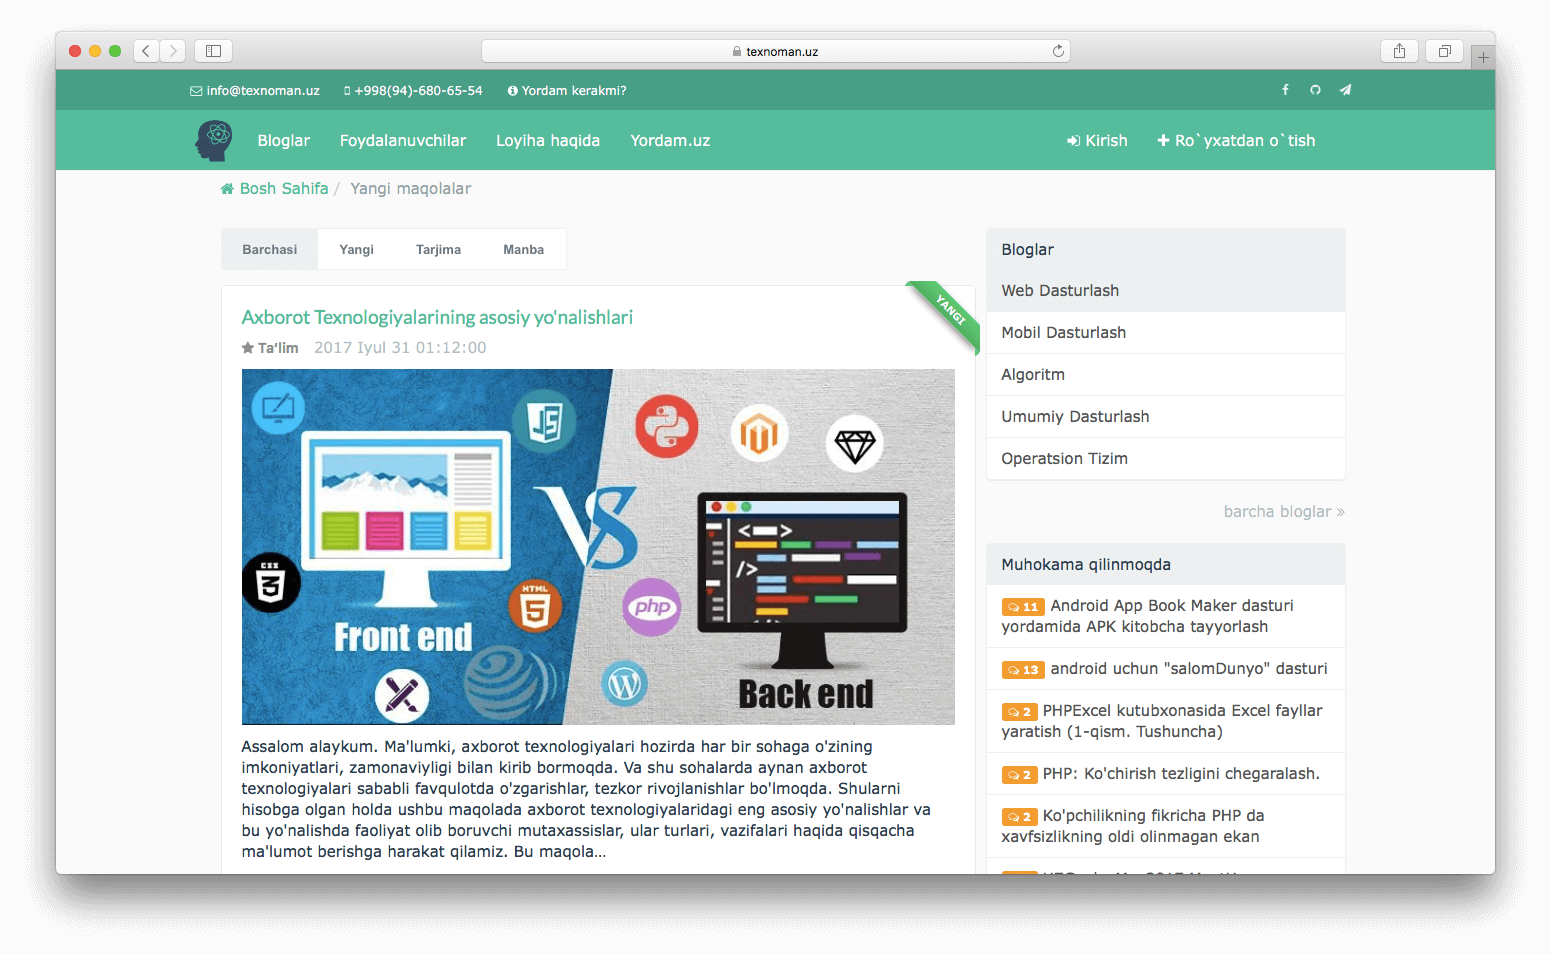 texnoman.uz
info@texnoman.uz +998(94)-680-65-54 Yordam kerakmi?
Bloglar Foydalanuvchilar Loyiha haqida Yordam.uz Kirish Ro`yxatdan o`tish
Bosh Sahifa / Yangi maqolalar
Barchasi Yangi Tarjima Manba
YANGI
Axborot Texnologiyalarining asosiy yo'nalishlari
Ta‘lim 2017 Iyul 31 01:12:00
JS
VS
CSS
3
HTML
5
php
</>
Front end
W
Back end
Assalom alaykum. Ma'lumki, axborot texnologiyalari hozirda har bir sohaga o'zining
imkoniyatlari, zamonaviyligi bilan kirib bormoqda. Va shu sohalarda aynan axborot
texnologiyalari sababli favqulotda o'zgarishlar, tezkor rivojlanishlar bo'lmoqda. Shularni
hisobga olgan holda ushbu maqolada axborot texnologiyalaridagi eng asosiy yo'nalishlar va
bu yo'nalishda faoliyat olib boruvchi mutaxassislar, ular turlari, vazifalari haqida qisqacha
ma'lumot berishga harakat qilamiz. Bu maqola...
Bloglar
Web Dasturlash
Mobil Dasturlash
Algoritm
Umumiy Dasturlash
Operatsion Tizim
barcha bloglar »
Muhokama qilinmoqda
11 Android App Book Maker dasturi
yordamida APK kitobcha tayyorlash
13 android uchun "salomDunyo" dasturi
2 PHPExcel kutubxonasida Excel fayllar
yaratish (1-qism. Tushuncha)
2 PHP: Ko'chirish tezligini chegaralash.
2 Ko'pchilikning fikricha PHP da
xavfsizlikning oldi olinmagan ekan